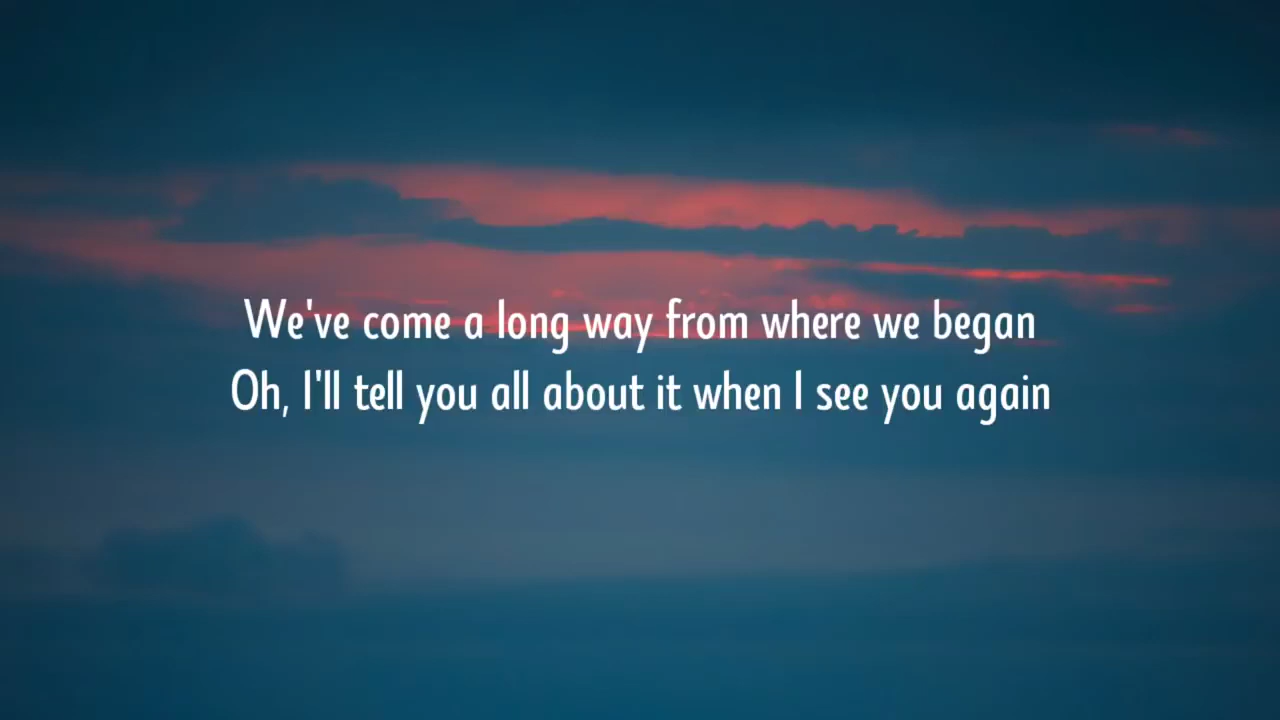 We've come a long way from where we began
Oh, I'll tell you all about it when I see you again